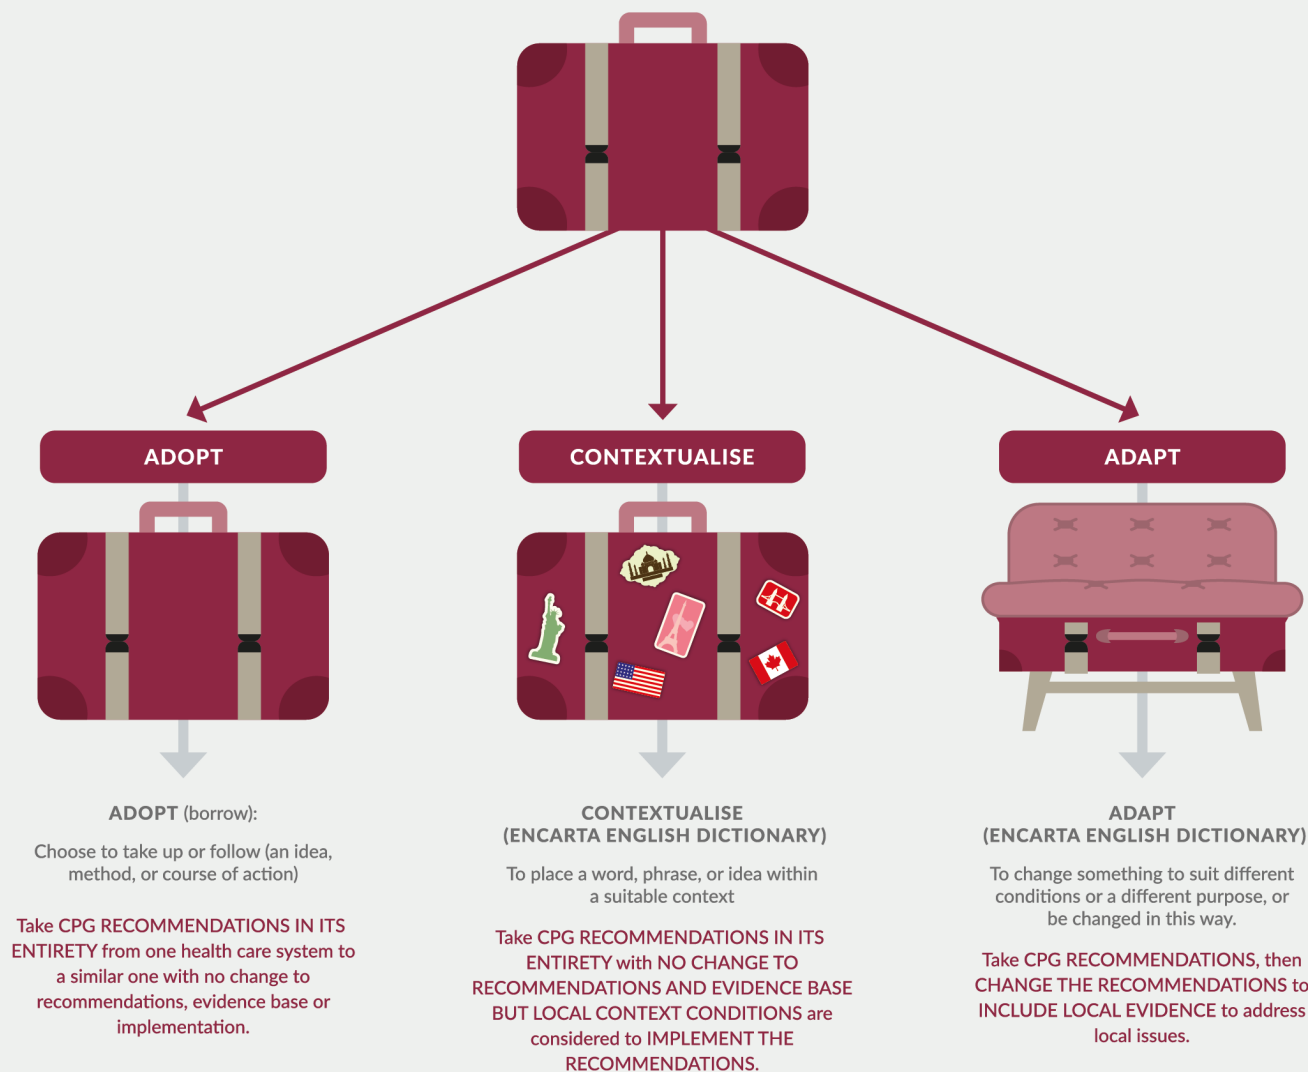 ADOPT
CONTEXTUALISE
ADAPT
ADOPT (borrow):
Choose to take up or follow (an idea,
method, or course of action)
Take CPG RECOMMENDATIONS IN ITS
ENTIRETY from one health care system to
a similar one with no change to
recommendations, evidence base or
implementation.
CONTEXTUALISE
(ENCARTA ENGLISH DICTIONARY)
To place a word, phrase, or idea within
a suitable context
Take CPG RECOMMENDATIONS IN ITS
ENTIRETY with NO CHANGE TO
RECOMMENDATIONS AND EVIDENCE BASE
BUT LOCAL CONTEXT CONDITIONS are
considered to IMPLEMENT THE
RECOMMENDATIONS.
ADAPT
(ENCARTA ENGLISH DICTIONARY)
To change something to suit different
conditions or a different purpose, or
be changed in this way.
Take CPG RECOMMENDATIONS, then
CHANGE THE RECOMMENDATIONS to
INCLUDE LOCAL EVIDENCE to address
local issues.